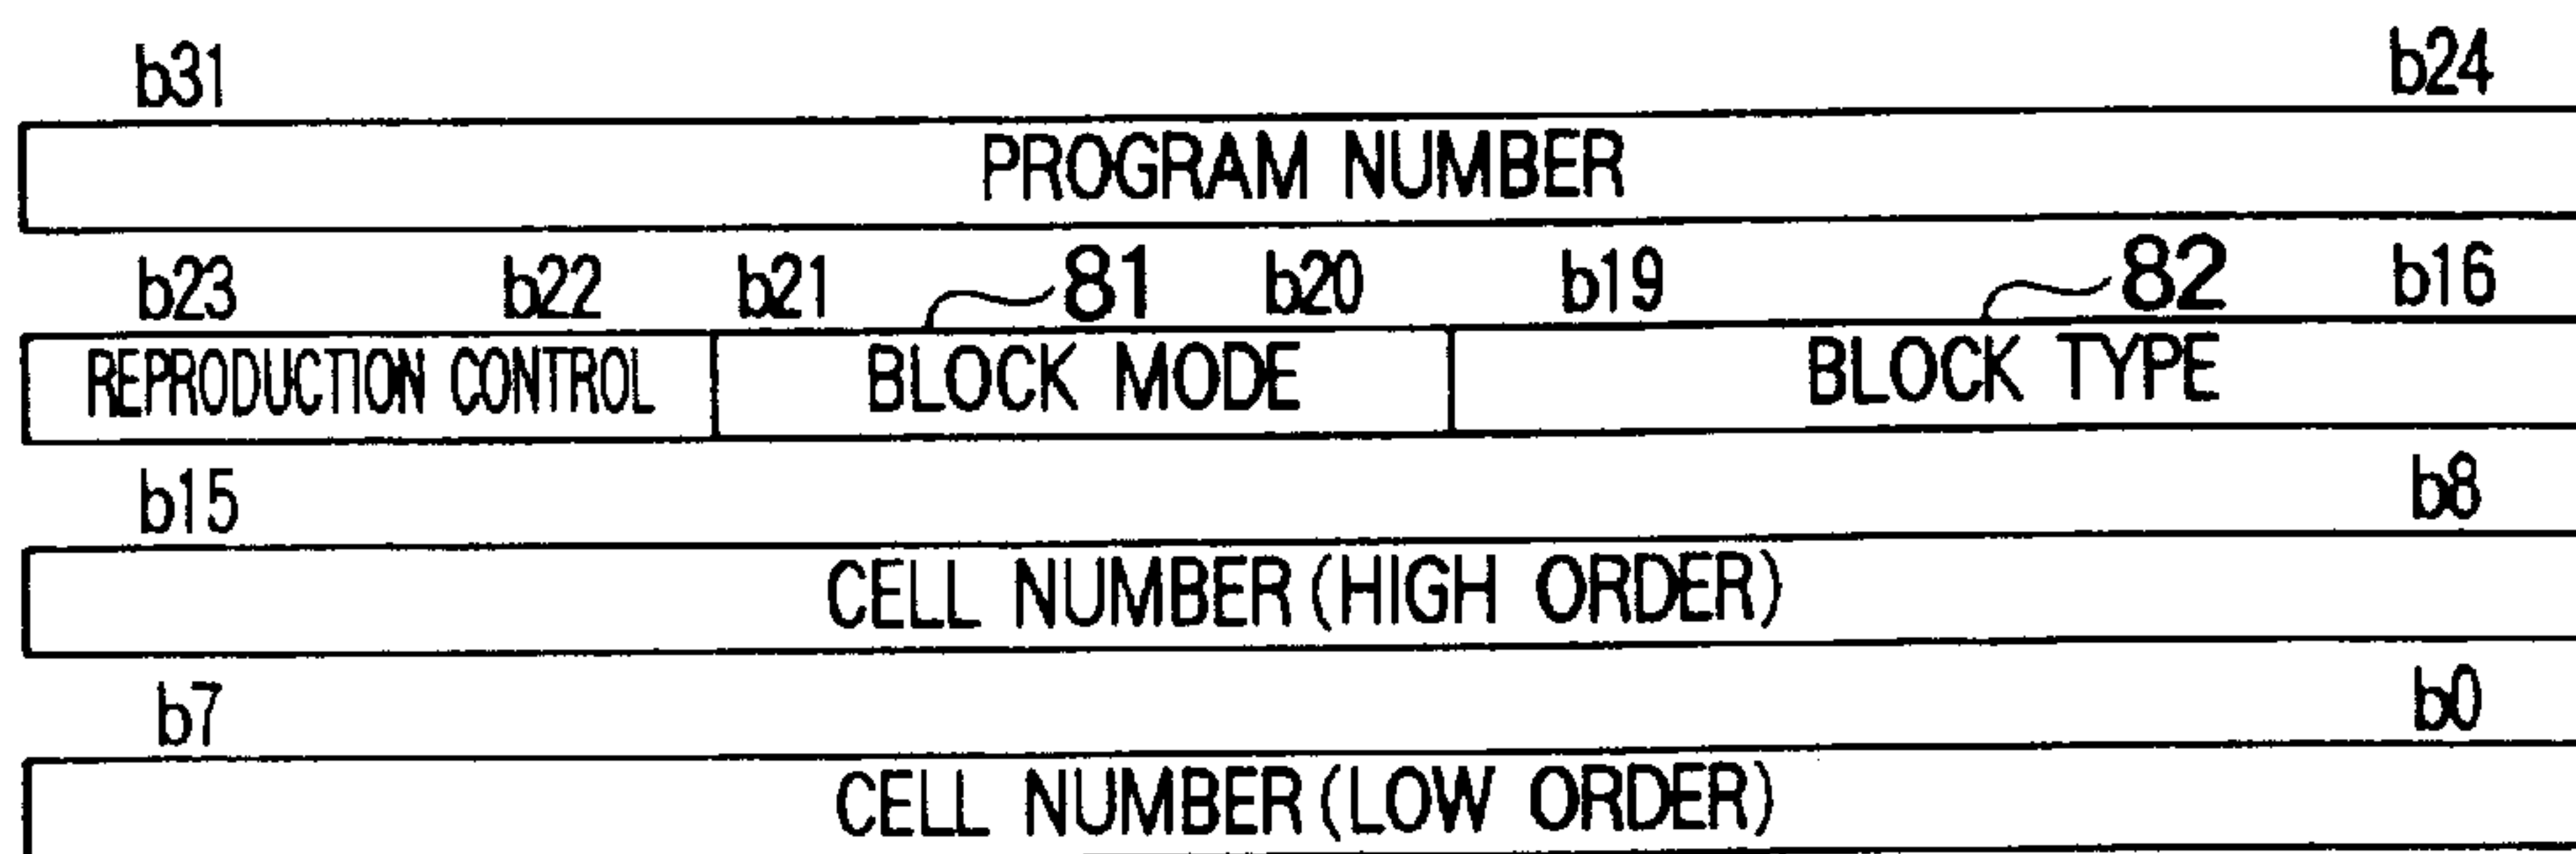 b31 b24
PROGRAM NUMBER
b23 b22 b21 81 b20 b19 82 b16
REPRODUCTION CONTROL BLOCK MODE BLOCK TYPE
b15 b8
CELL NUMBER (HIGH ORDER)
b7 b0
CELL NUMBER (LOW ORDER)